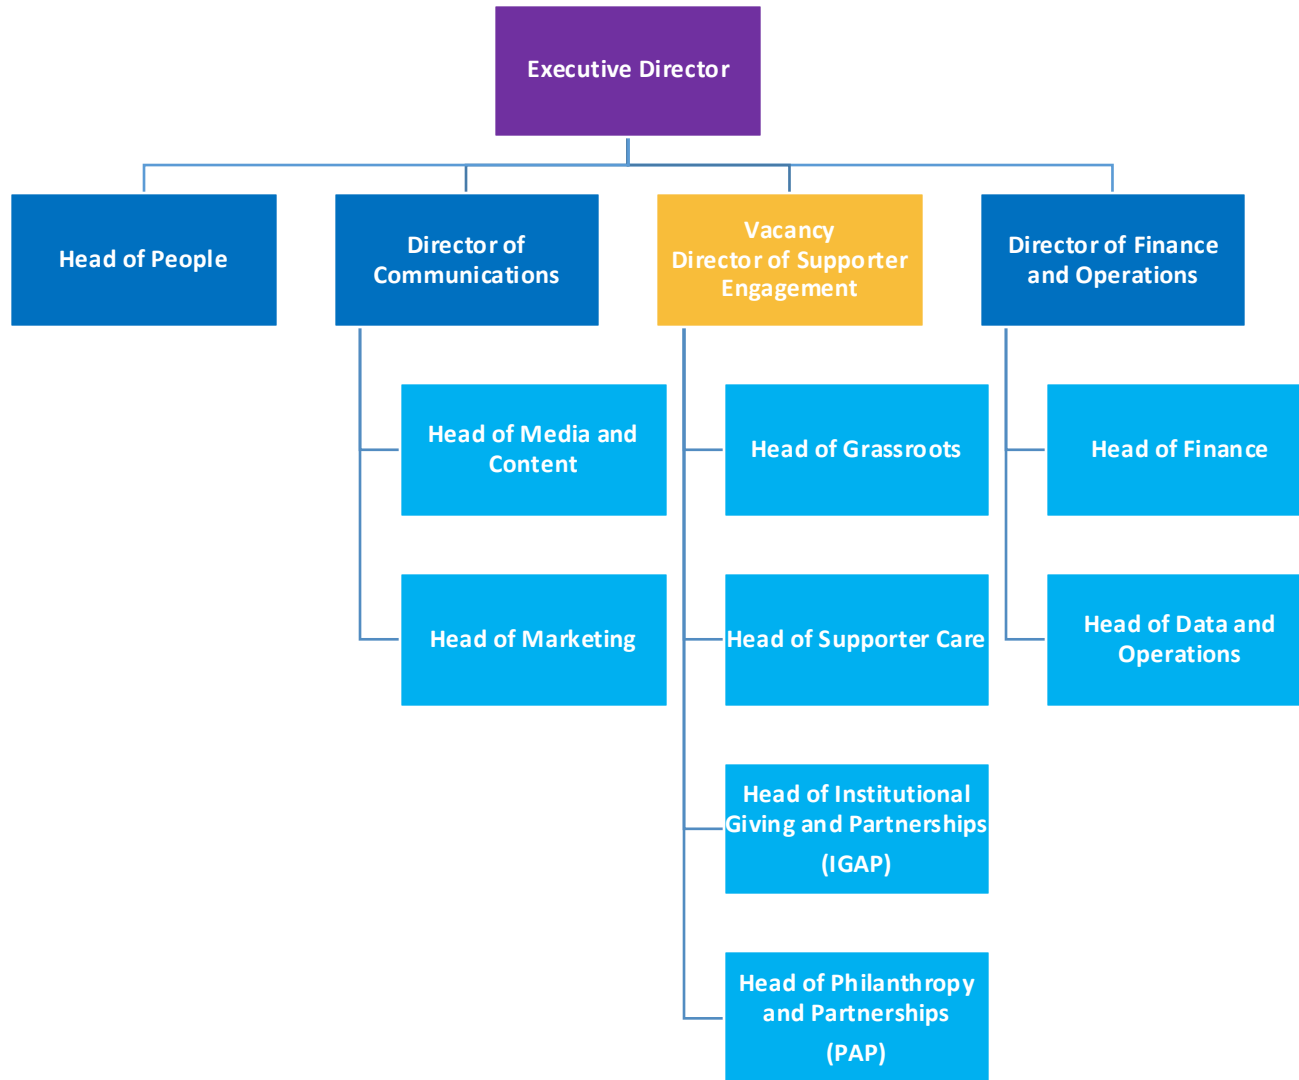 Executive Director
Head of People
Director of
Communications
Vacancy
Director of Supporter
Engagement
Director of Finance
and Operations
Head of Media and
Content
Head of Grassroots
Head of Finance
Head of Marketing
Head of Supporter Care
Head of Data and
Operations
Head of Institutional
Giving and Partnerships
(IGAP)
Head of Philanthropy
and Partnerships
(PAP)